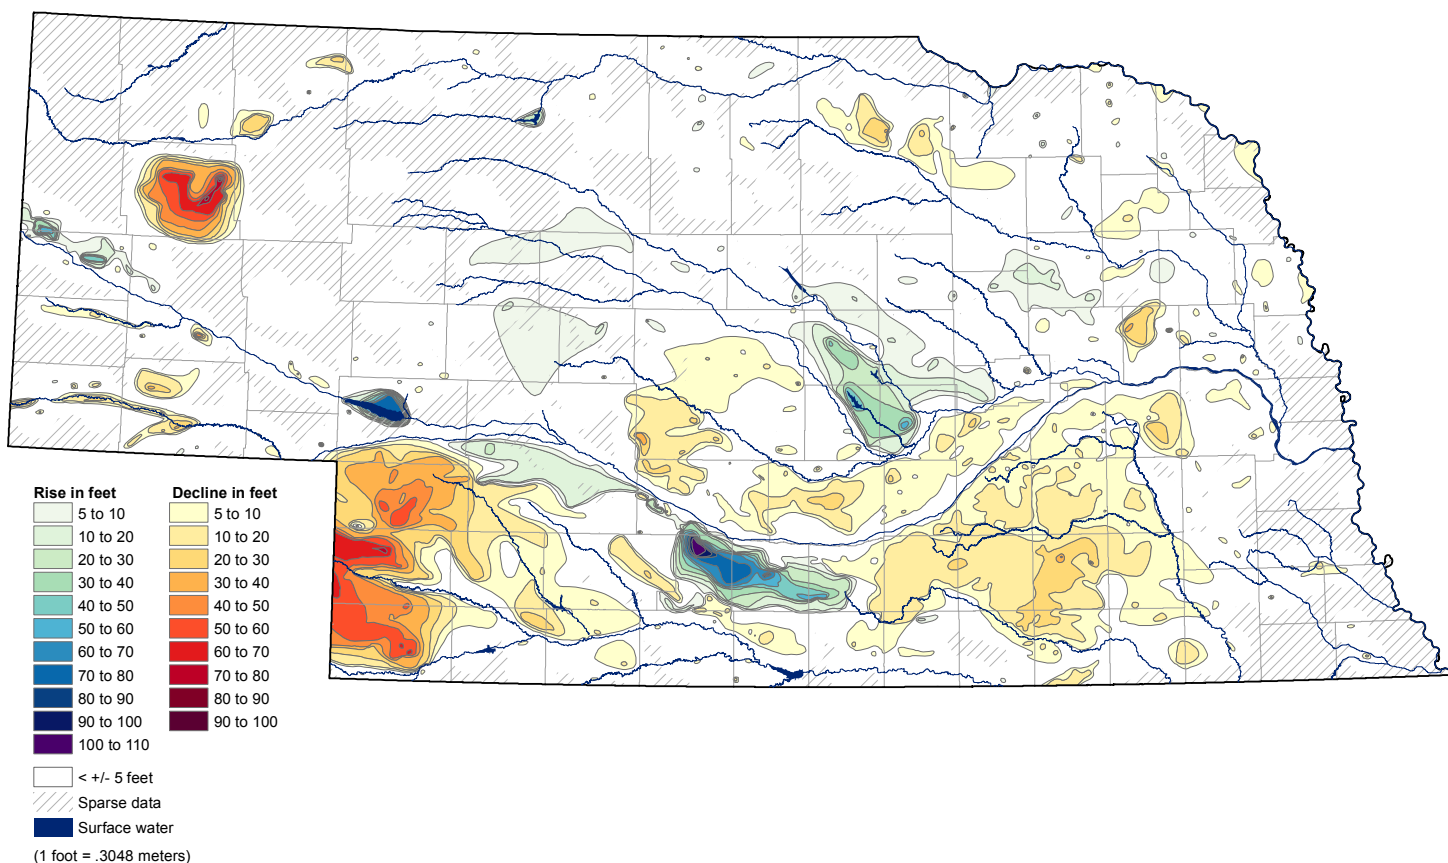 Rise in feet
Decline in feet
5 to 10
5 to 10
10 to 20
10 to 20
20 to 30
20 to 30
30 to 40
30 to 40
40 to 50
40 to 50
50 to 60
50 to 60
60 to 70
60 to 70
70 to 80
70 to 80
80 to 90
80 to 90
90 to 100
90 to 100
100 to 110
< +/- 5 feet
Sparse data
Surface water
(1 foot = .3048 meters)